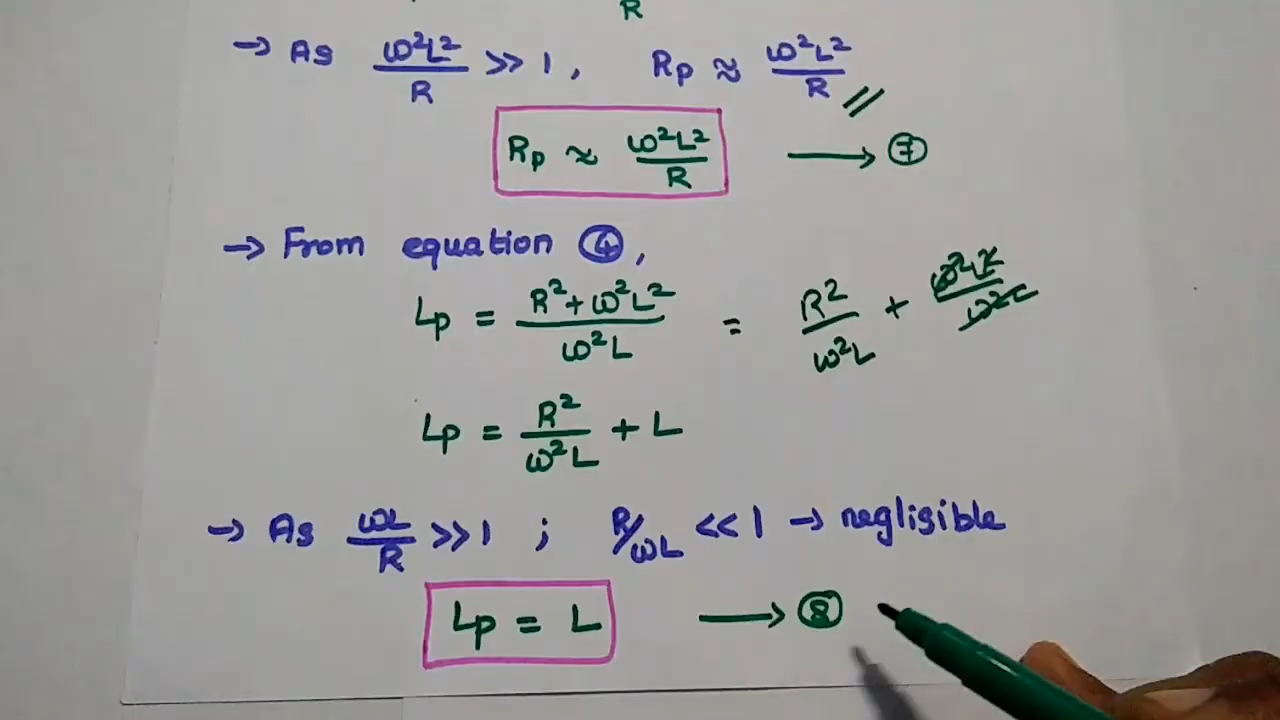 R
→ As ω²L²/R >> 1, Rp ≈ ω²L²/R //
Rp ≈ ω²L²/R → ⑦
→ From equation ④,
Lp = R²+ω²L²/ω²L = R²/ω²L + ω²L²/ω²L
Lp = R²/ω²L + L
→ As ωL/R >> 1 ; R/ωL << 1 → negligible
Lp = L → ⑧